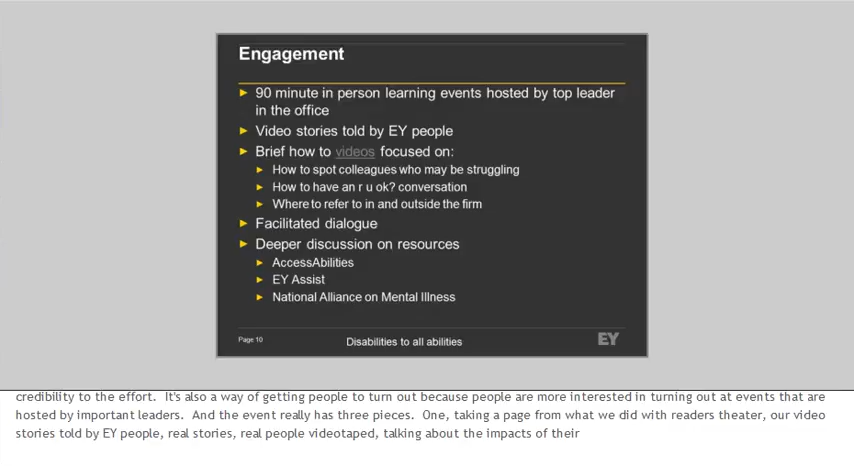 Engagement
► 90 minute in person learning events hosted by top leader
in the office
► Video stories told by EY people
► Brief how to videos focused on:
► How to spot colleagues who may be struggling
► How to have an r u ok? conversation
► Where to refer to in and outside the firm
► Facilitated dialogue
► Deeper discussion on resources
► AccessAbilities
► EY Assist
► National Alliance on Mental Illness
Page 10
Disabilities to all abilities
EY
credibility to the effort. It's also a way of getting people to turn out because people are more interested in turning out at events that are
hosted by important leaders. And the event really has three pieces. One, taking a page from what we did with readers theater, our video
stories told by EY people, real stories, real people videotaped, talking about the impacts of their